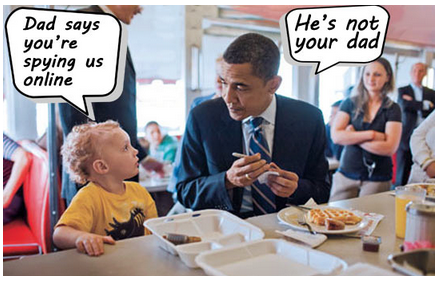 Dad says
you're
spying us
online
He's not
your dad